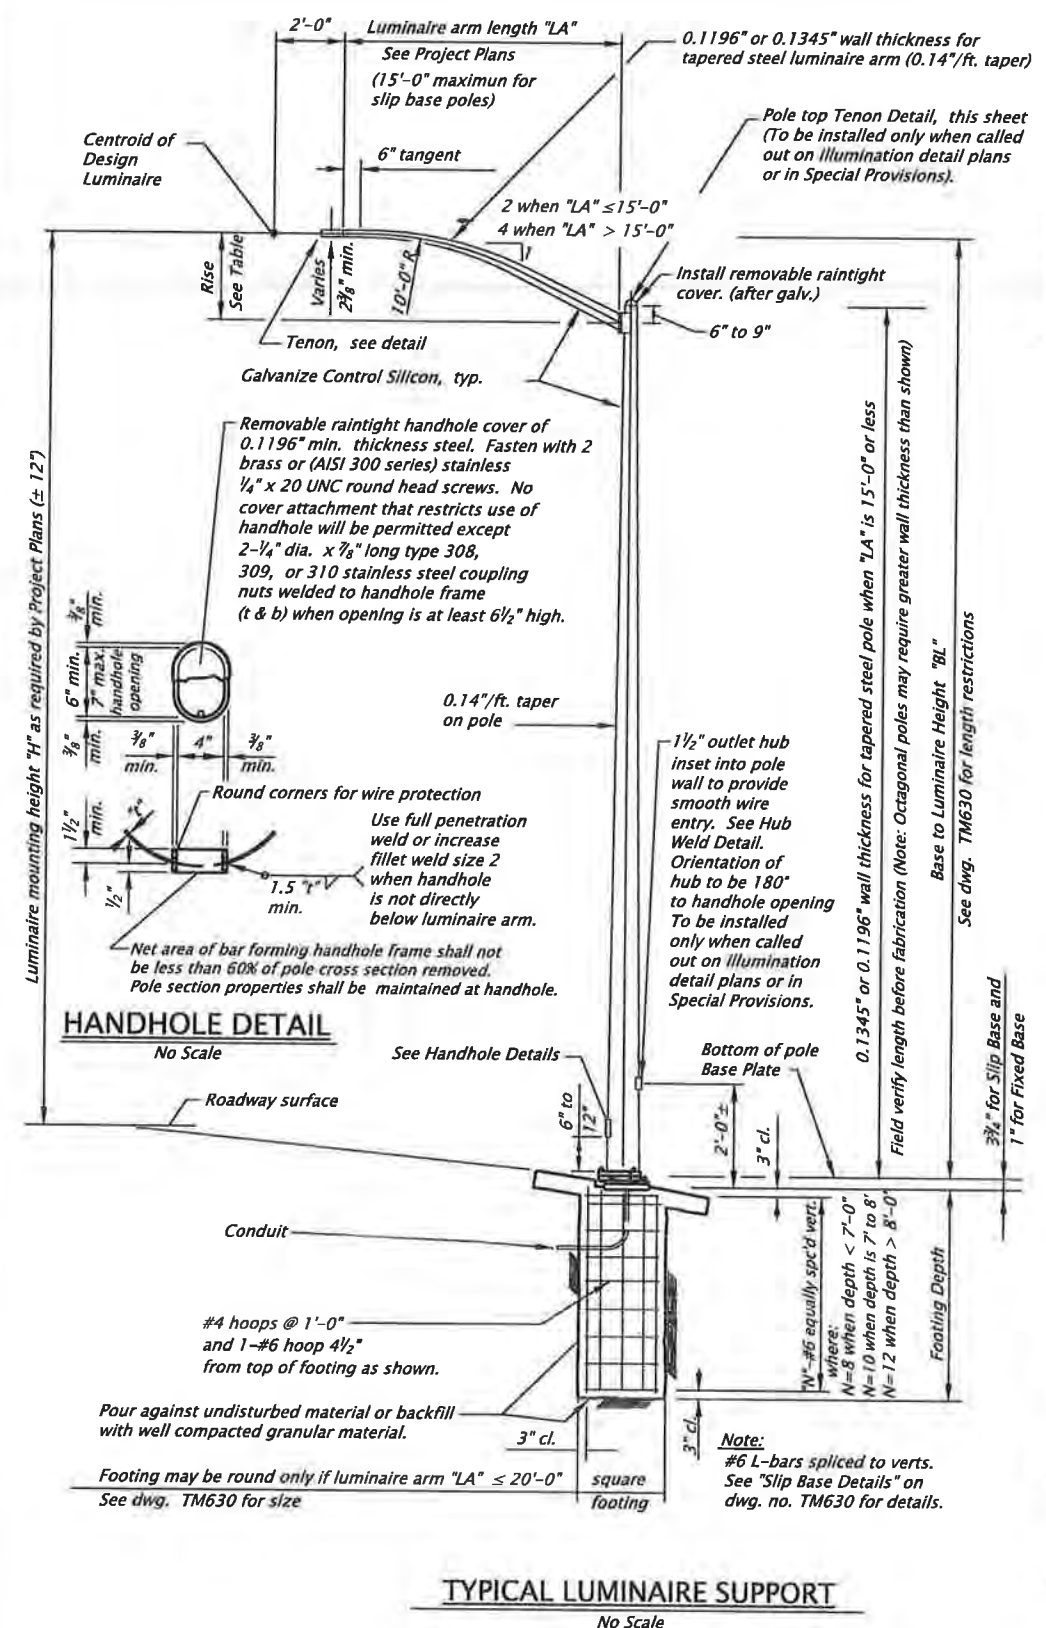 2'-0"
Luminaire arm length "LA"
See Project Plans
(15'-0" maximun for
slip base poles)
0.1196" or 0.1345" wall thickness for
tapered steel luminaire arm (0.14"/ft. taper)
Pole top Tenon Detail, this sheet
(To be installed only when called
out on illumination detail plans
or in Special Provisions).
Centroid of
Design
Luminaire
6" tangent
2 when "LA" ≤15'-0"
4 when "LA" > 15'-0"
1
Rise
See Table
Varies
2⅜" min.
10'-0" R
Install removable raintight
cover. (after galv.)
6" to 9"
Tenon, see detail
Galvanize Control Silicon, typ.
Luminaire mounting height "H" as required by Project Plans (± 12")
Removable raintight handhole cover of
0.1196" min. thickness steel. Fasten with 2
brass or (AISI 300 series) stainless
¼" x 20 UNC round head screws. No
cover attachment that restricts use of
handhole will be permitted except
2-¼" dia. x ⅞" long type 308,
309, or 310 stainless steel coupling
nuts welded to handhole frame
(t & b) when opening is at least 6½" high.
⅜"
min.
6" min.
7" max.
handhole
opening
⅜"
min.
⅜"
min.
4"
⅜"
min.
Round corners for wire protection
1½"
min.
"t"
½"
1.5 "t"
min.
Use full penetration
weld or increase
fillet weld size 2
when handhole
is not directly
below luminaire arm.
Net area of bar forming handhole frame shall not
be less than 60% of pole cross section removed.
Pole section properties shall be maintained at handhole.
HANDHOLE DETAIL
No Scale
0.14"/ft. taper
on pole
1½" outlet hub
inset into pole
wall to provide
smooth wire
entry. See Hub
Weld Detail.
Orientation of
hub to be 180°
to handhole opening
To be installed
only when called
out on illumination
detail plans or in
Special Provisions.
0.1345" or 0.1196" wall thickness for tapered steel pole when "LA" is 15'-0" or less
Field verify length before fabrication (Note: Octagonal poles may require greater wall thickness than shown)
Base to Luminaire Height "BL"
See dwg. TM630 for length restrictions
3¾" for Slip Base and
1" for Fixed Base
See Handhole Details
Bottom of pole
Base Plate
Roadway surface
6" to
12"
2'-0"±
3" cl.
Conduit
#4 hoops @ 1'-0"
and 1-#6 hoop 4½"
from top of footing as shown.
"N"-#6 equally spc'd vert.
where:
N=8 when depth < 7'-0"
N=10 when depth is 7' to 8'
N=12 when depth > 8'-0"
Footing Depth
Pour against undisturbed material or backfill
with well compacted granular material.
3" cl.
3" cl.
Footing may be round only if luminaire arm "LA" ≤ 20'-0"
See dwg. TM630 for size
square
footing
Note:
#6 L-bars spliced to verts.
See "Slip Base Details" on
dwg. no. TM630 for details.
TYPICAL LUMINAIRE SUPPORT
No Scale